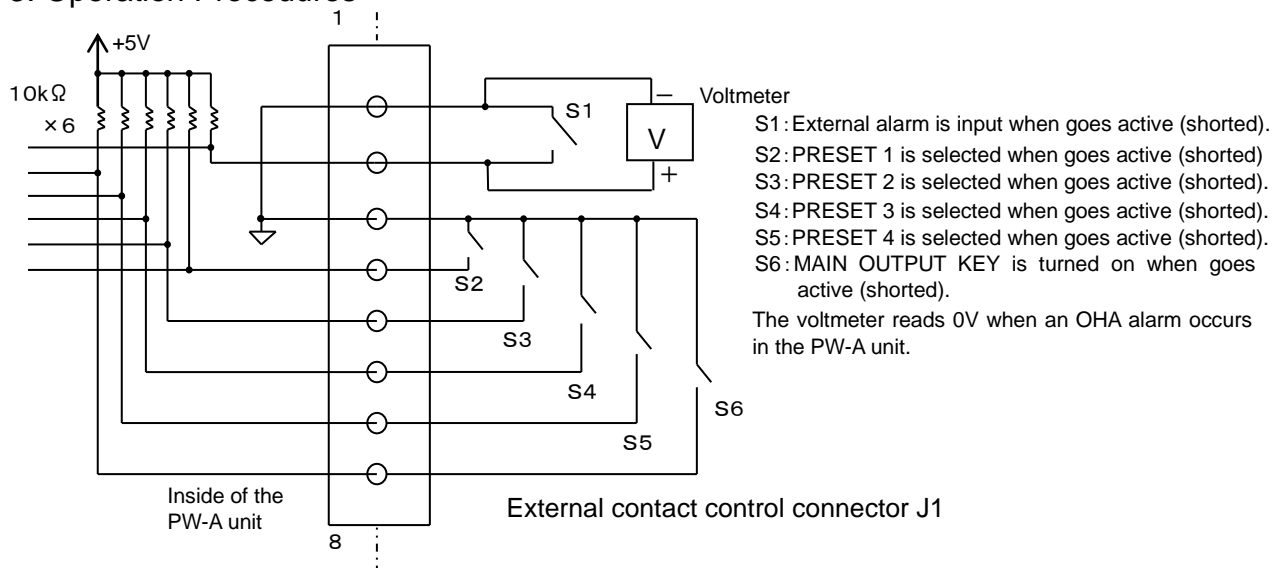 1
+5V
10kΩ
×6
S1
−
V
+
Voltmeter
S1:External alarm is input when goes active (shorted).
S2:PRESET 1 is selected when goes active (shorted)
S3:PRESET 2 is selected when goes active (shorted).
S4:PRESET 3 is selected when goes active (shorted).
S5:PRESET 4 is selected when goes active (shorted).
S6:MAIN OUTPUT KEY is turned on when goes
active (shorted).
The voltmeter reads 0V when an OHA alarm occurs
in the PW-A unit.
S2
S3
S4
S5
S6
Inside of the
PW-A unit
External contact control connector J1
8